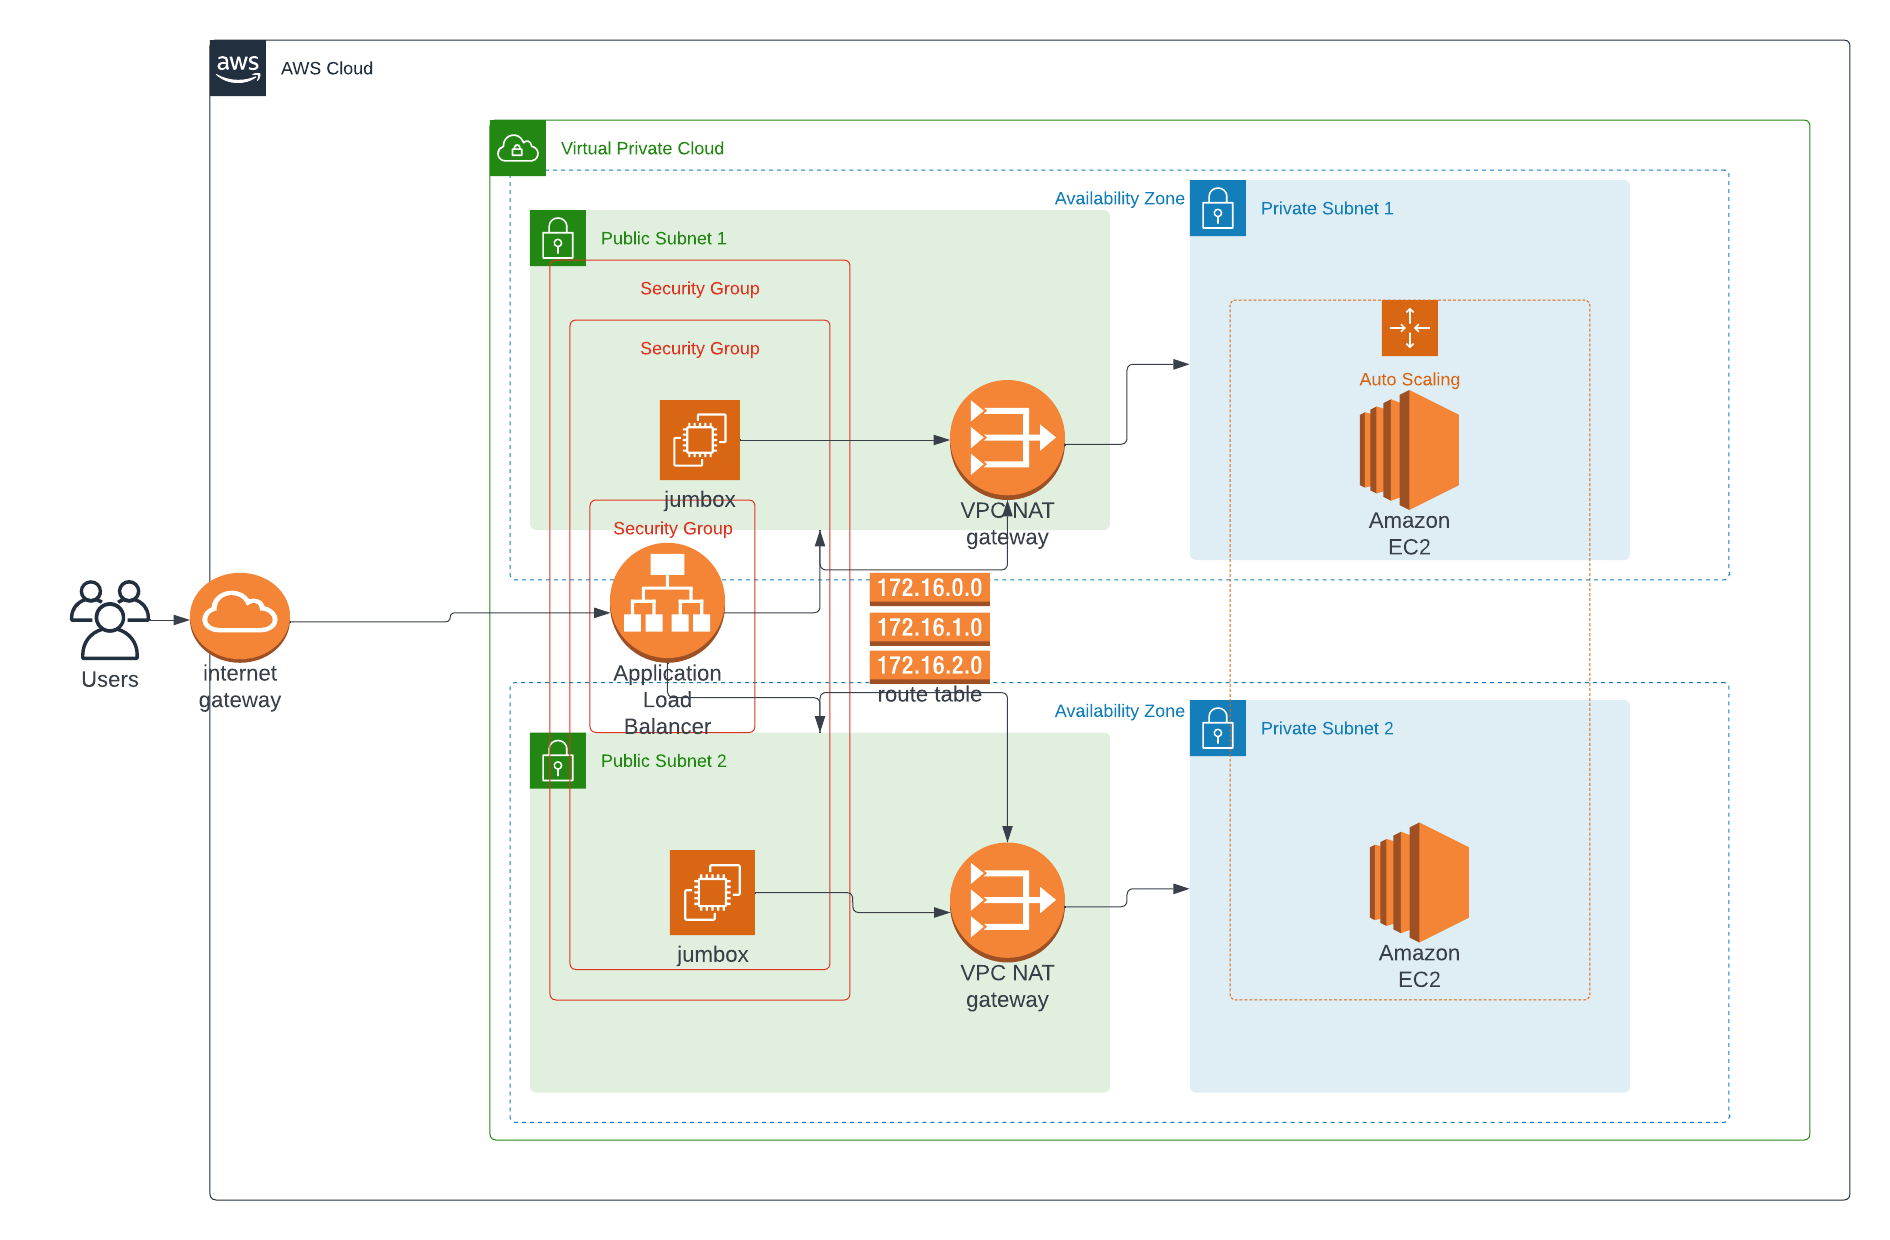 aws
AWS Cloud
Virtual Private Cloud
Availability Zone
Private Subnet 1
Public Subnet 1
Security Group
Security Group
Auto Scaling
jumbox
VPC NAT
gateway
Amazon
EC2
Security Group
172.16.0.0
172.16.1.0
172.16.2.0
route table
Users
internet
gateway
Application
Load
Balancer
Availability Zone
Private Subnet 2
Public Subnet 2
jumbox
VPC NAT
gateway
Amazon
EC2